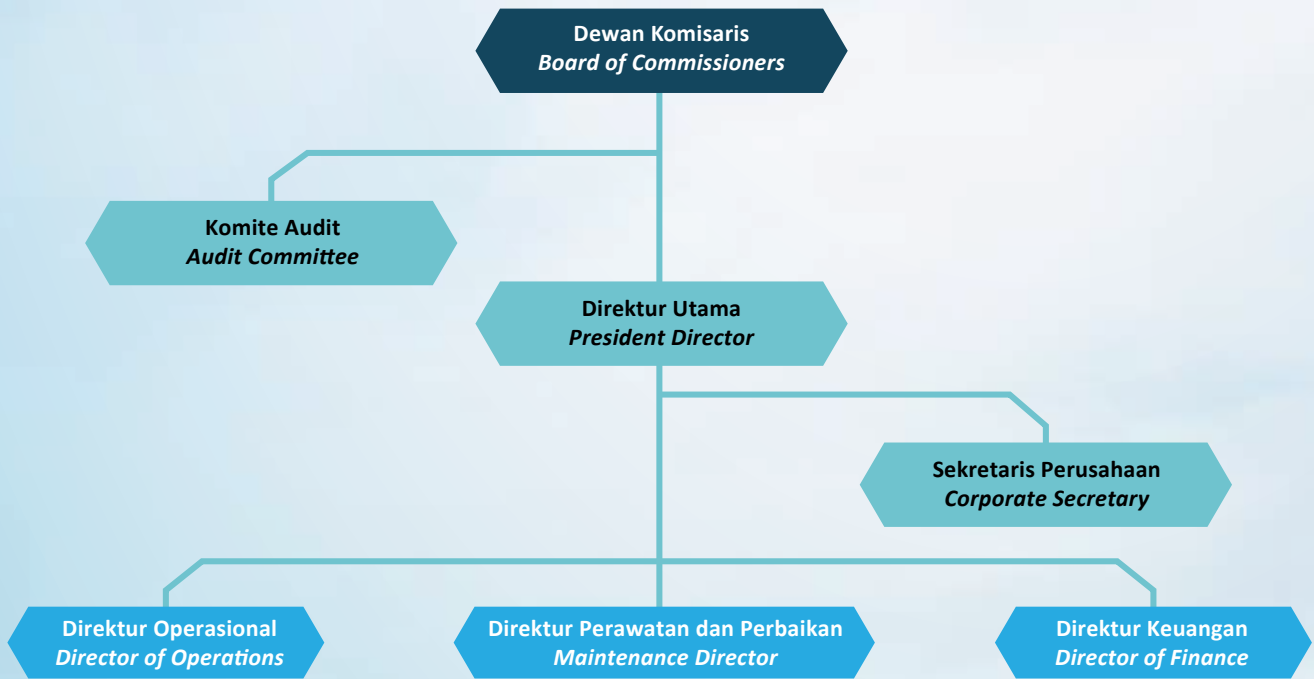 Dewan Komisaris
Board of Commissioners
Komite Audit
Audit Committee
Direktur Utama
President Director
Sekretaris Perusahaan
Corporate Secretary
Direktur Operasional
Director of Operations
Direktur Perawatan dan Perbaikan
Maintenance Director
Direktur Keuangan
Director of Finance